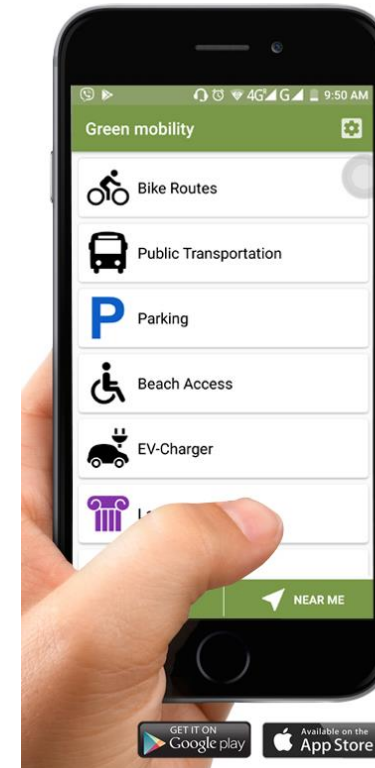 4G G 9:50 AM
Green mobility
Bike Routes
Public Transportation
P Parking
Beach Access
EV-Charger
NEAR ME
GET IT ON
Google play
Available on the
App Store